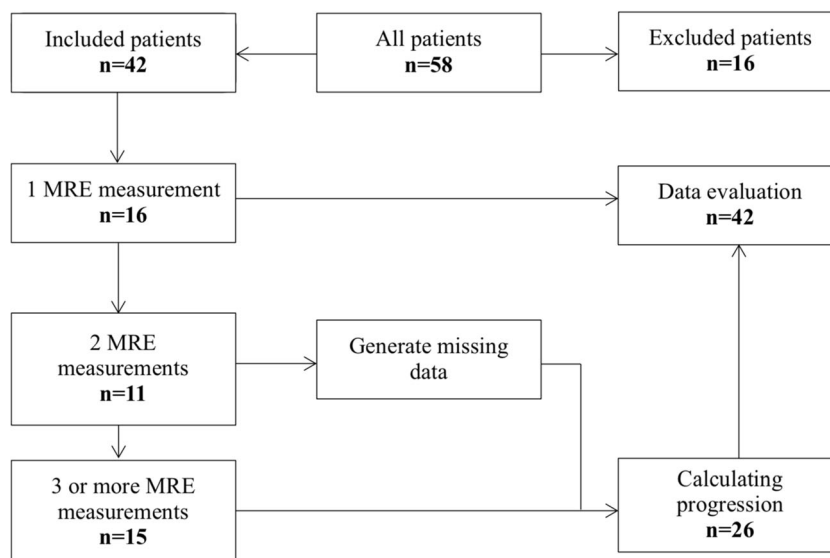 Included patients
n=42
All patients
n=58
Excluded patients
n=16
1 MRE measurement
n=16
Data evaluation
n=42
2 MRE
measurements
n=11
Generate missing
data
3 or more MRE
measurements
n=15
Calculating
progression
n=26